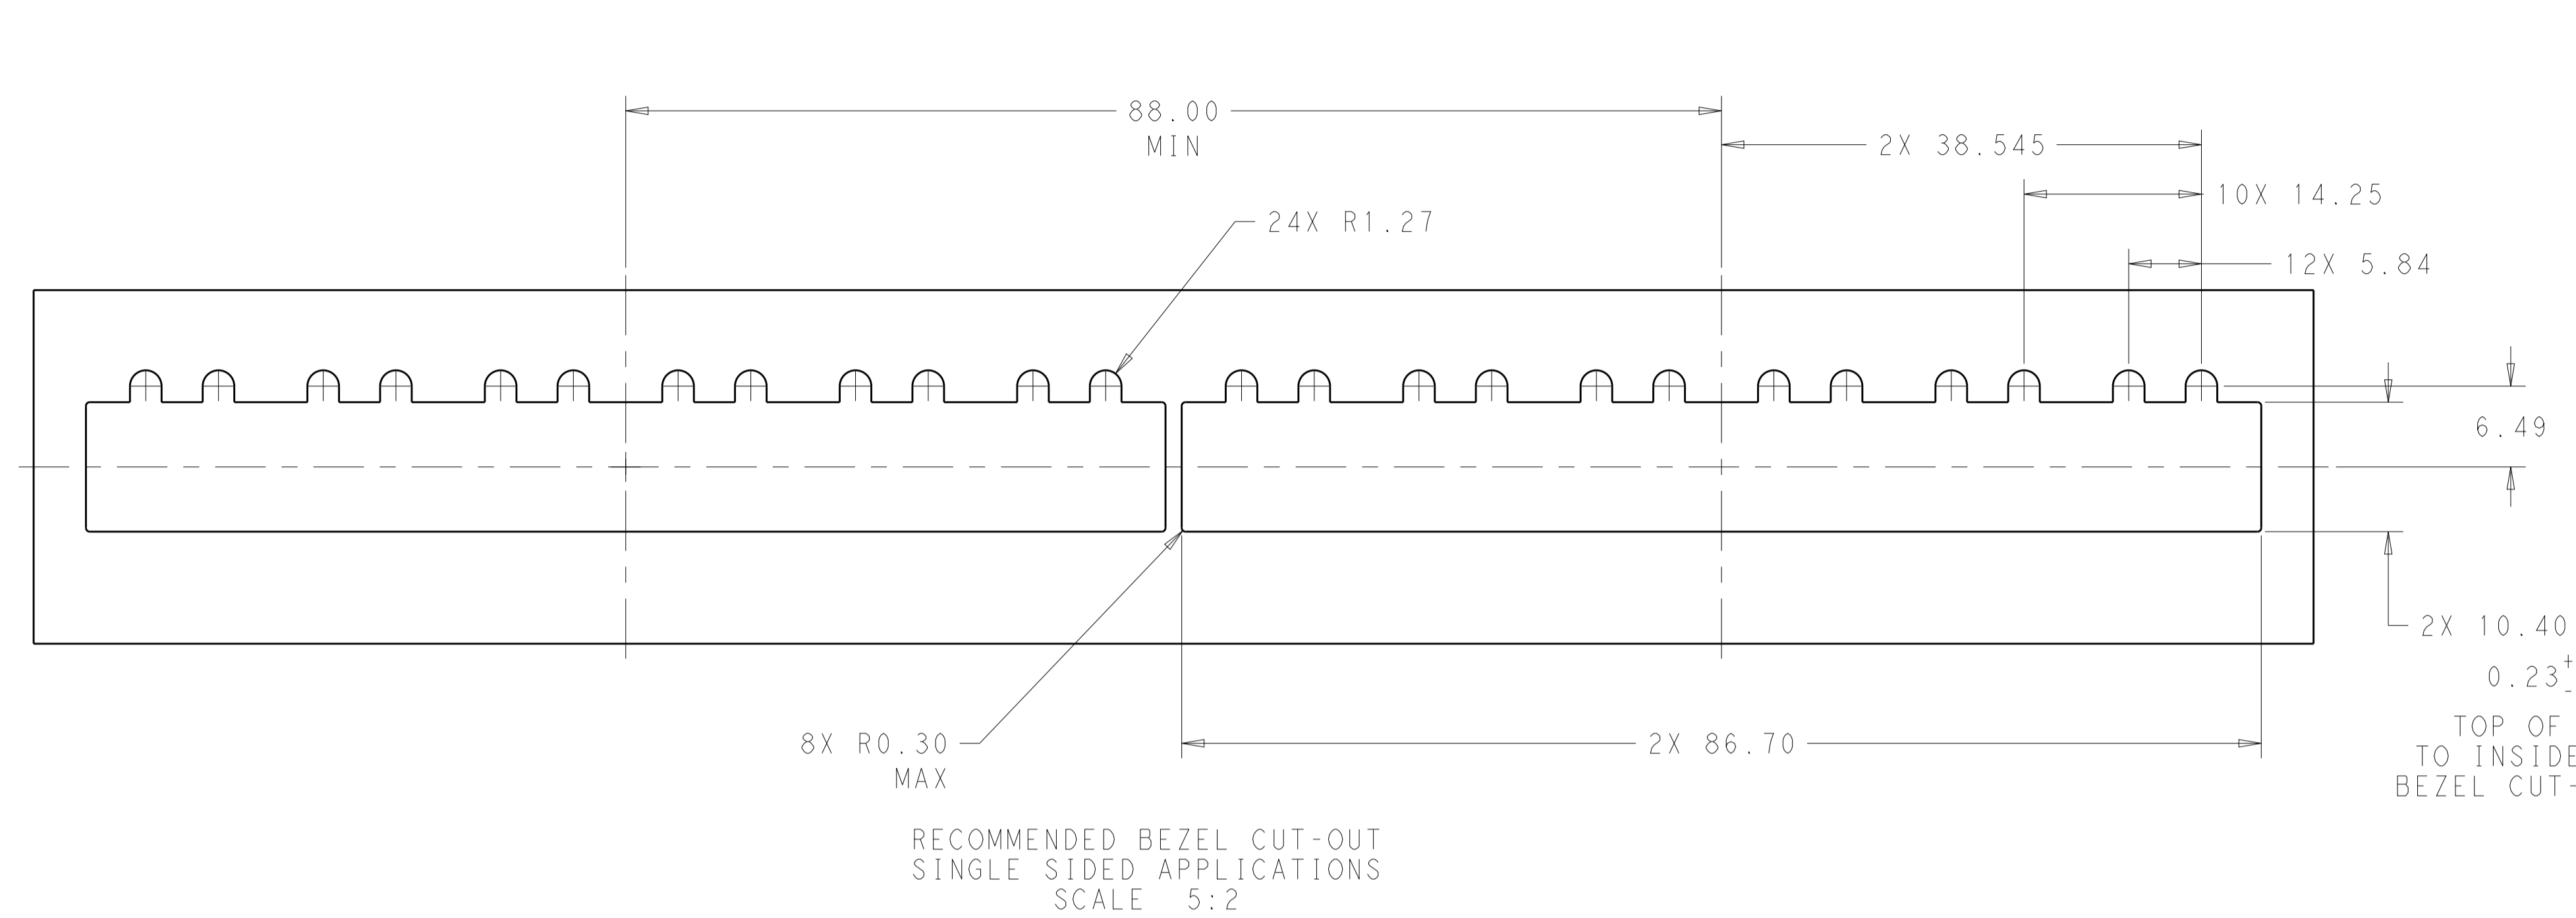 88.00
MIN
2X 38.545
10X 14.25
24X R1.27
12X 5.84
6.49
2X 10.40
0.23
+
-
TOP OF
TO INSIDE
BEZEL CUT-
8X R0.30
MAX
2X 86.70
RECOMMENDED BEZEL CUT-OUT
SINGLE SIDED APPLICATIONS
SCALE 5:2